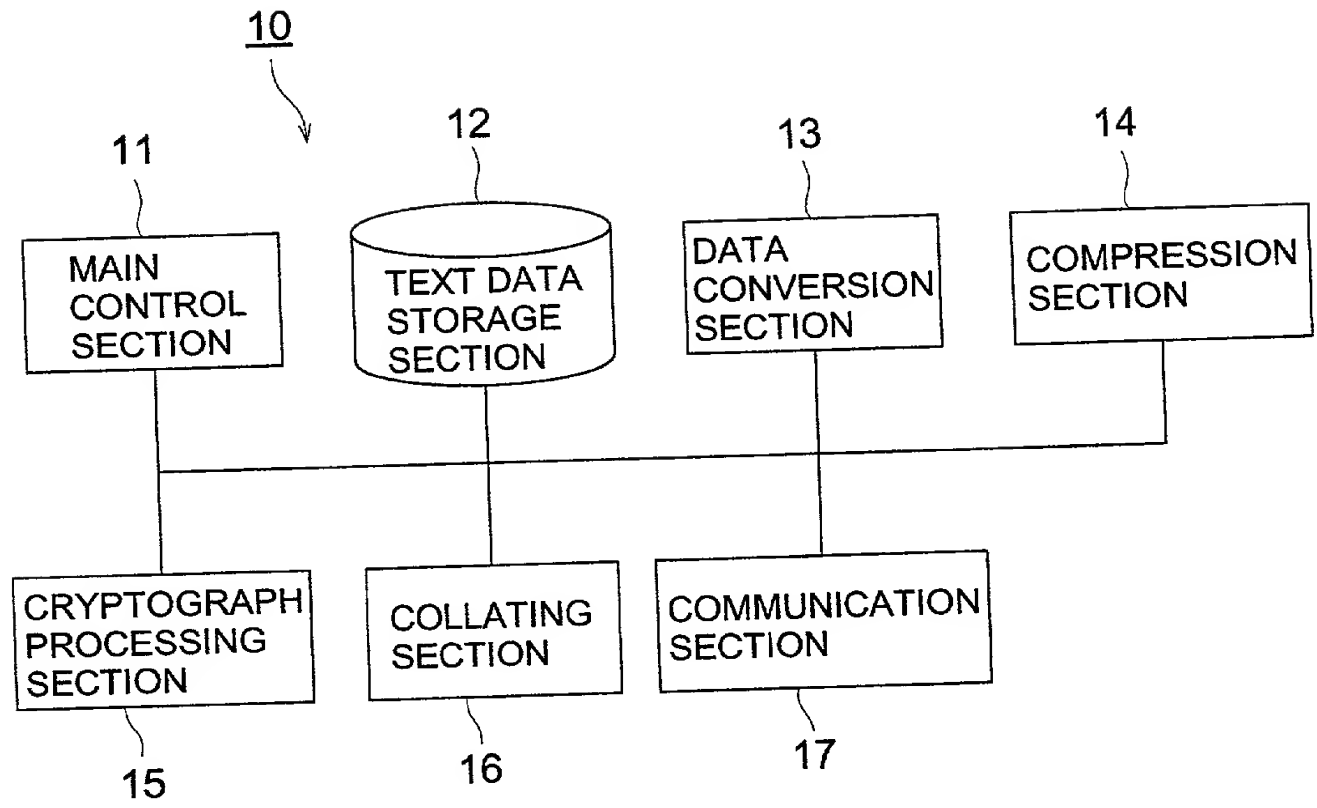 10
11
12
13
14
MAIN
CONTROL
SECTION
TEXT DATA
STORAGE
SECTION
DATA
CONVERSION
SECTION
COMPRESSION
SECTION
CRYPTOGRAPH
PROCESSING
SECTION
COLLATING
SECTION
COMMUNICATION
SECTION
15
16
17